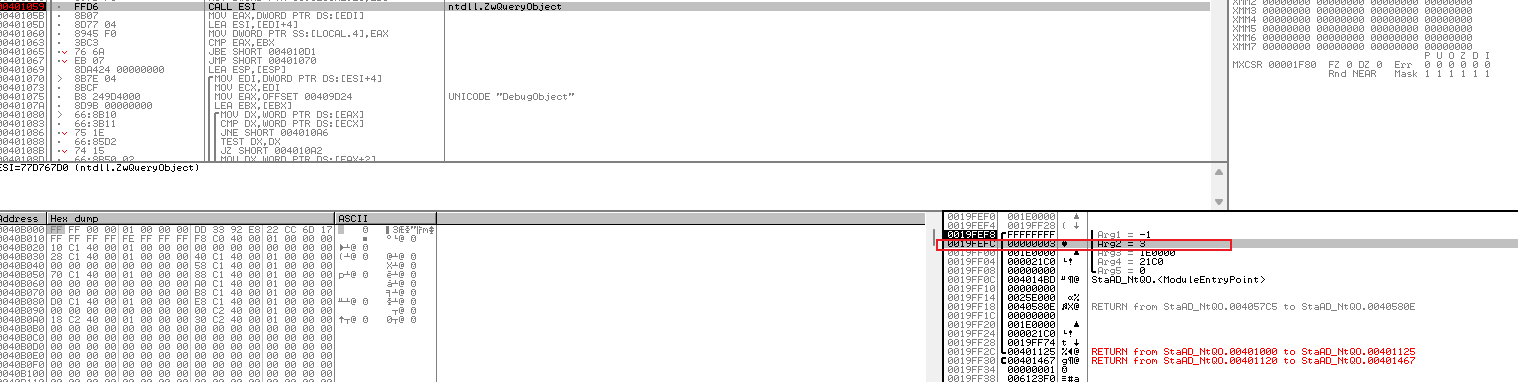 00401059 FFD6 CALL ESI ntdll.ZwQueryObject
0040105B 8B07 MOV EAX,DWORD PTR DS:[EDI]
0040105D 8D77 04 LEA ESI,[EDI+4]
00401060 8945 F0 MOV DWORD PTR SS:[LOCAL.4],EAX
00401063 3BC3 CMP EAX,EBX
00401065 76 6A JBE SHORT 004010D1
00401067 EB 07 JMP SHORT 00401070
00401069 8DA424 00000000 LEA ESP,[ESP]
00401070 8B7E 04 MOV EDI,DWORD PTR DS:[ESI+4]
00401073 8BCF MOV ECX,EDI
00401075 B8 249D4000 MOV EAX,OFFSET 00409D24 UNICODE "DebugObject"
0040107A 8D9B 00000000 LEA EBX,[EBX]
00401080 66:8B10 MOV DX,WORD PTR DS:[EAX]
00401083 66:3B11 CMP DX,WORD PTR DS:[ECX]
00401086 75 1E JNE SHORT 004010A6
00401088 66:85D2 TEST DX,DX
0040108B 74 15 JZ SHORT 004010A2
0040108D 66:8B50 02 MOV DX,WORD PTR DS:[EAX+2]
ESI=77D767D0 (ntdll.ZwQueryObject)
XMM2 00000000 00000000 00000000 00000000
XMM3 00000000 00000000 00000000 00000000
XMM4 00000000 00000000 00000000 00000000
XMM5 00000000 00000000 00000000 00000000
XMM6 00000000 00000000 00000000 00000000
XMM7 00000000 00000000 00000000 00000000
P U O Z D I
MXCSR 00001F80 FZ 0 DZ 0 Err 0 0 0 0 0 0
Rnd NEAR Mask 1 1 1 1 1 1
Address Hex dump ASCII
0040B000 FF FF 00 00 01 00 00 00 DD 33 92 E8 22 CC 6D 17
0040B010 FF FF FF FF FE FF FF FF F8 C0 40 00 01 00 00 00
0040B020 10 C1 40 00 01 00 00 00 00 00 00 00 00 00 00 00
0040B030 28 C1 40 00 01 00 00 00 40 C1 40 00 01 00 00 00
0040B040 00 00 00 00 00 00 00 00 58 C1 40 00 01 00 00 00
0040B050 70 C1 40 00 01 00 00 00 88 C1 40 00 01 00 00 00
0040B060 00 00 00 00 00 00 00 00 A0 C1 40 00 01 00 00 00
0040B070 00 00 00 00 00 00 00 00 B8 C1 40 00 01 00 00 00
0040B080 D0 C1 40 00 01 00 00 00 E8 C1 40 00 01 00 00 00
0040B090 00 00 00 00 00 00 00 00 00 C2 40 00 01 00 00 00
0040B0A0 18 C2 40 00 01 00 00 00 30 C2 40 00 01 00 00 00
0040B0B0 00 00 00 00 00 00 00 00 00 00 00 00 00 00 00 00
0040B0C0 00 00 00 00 00 00 00 00 00 00 00 00 00 00 00 00
0040B0D0 00 00 00 00 00 00 00 00 00 00 00 00 00 00 00 00
0040B0E0 00 00 00 00 00 00 00 00 00 00 00 00 00 00 00 00
0040B0F0 00 00 00 00 00 00 00 00 00 00 00 00 00 00 00 00
0040B100 00 00 00 00 00 00 00 00 00 00 00 00 00 00 00 00
0040B110 00 00 00 00 00 00 00 00 00 00 00 00 00 00 00 00
0019FEF0 001E0000
0019FEF4 0019FF28
0019FEF8 FFFFFFFF Arg1 = -1
0019FEFC 00000003 Arg2 = 3
0019FF00 001E0000 Arg3 = 1E0000
0019FF04 000021C0 Arg4 = 21C0
0019FF08 00000000 Arg5 = 0
0019FF0C 004014BD StaAD_NtQO.<ModuleEntryPoint>
0019FF10 00000000
0019FF14 0025E000
0019FF18 0040580E RETURN from StaAD_NtQO.004057C5 to StaAD_NtQO.0040580E
0019FF1C 00000000
0019FF20 001E0000
0019FF24 000021C0
0019FF28 0019FF74
0019FF2C 00401125 RETURN from StaAD_NtQO.00401000 to StaAD_NtQO.00401125
0019FF30 00401467 RETURN from StaAD_NtQO.00401120 to StaAD_NtQO.00401467
0019FF34 00000001
0019FF38 006123F0